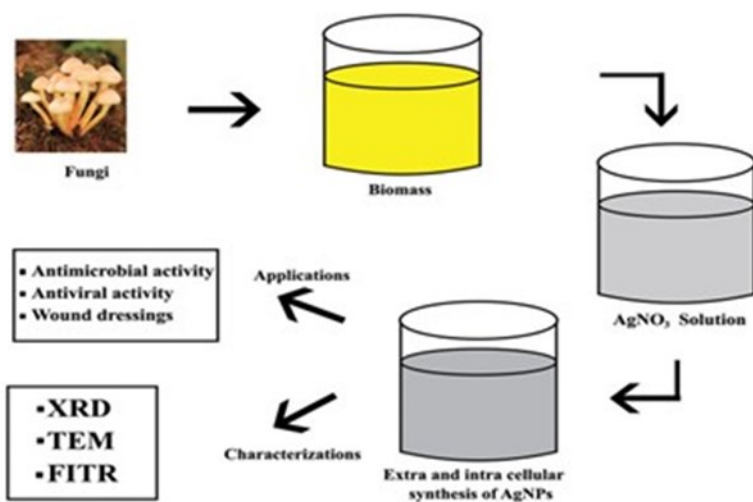 Fungi
Biomass
AgNO₃ Solution
Extra and intra cellular
synthesis of AgNPs
Applications
▪ Antimicrobial activity
▪ Antiviral activity
▪ Wound dressings
Characterizations
▪XRD
▪TEM
▪FITR